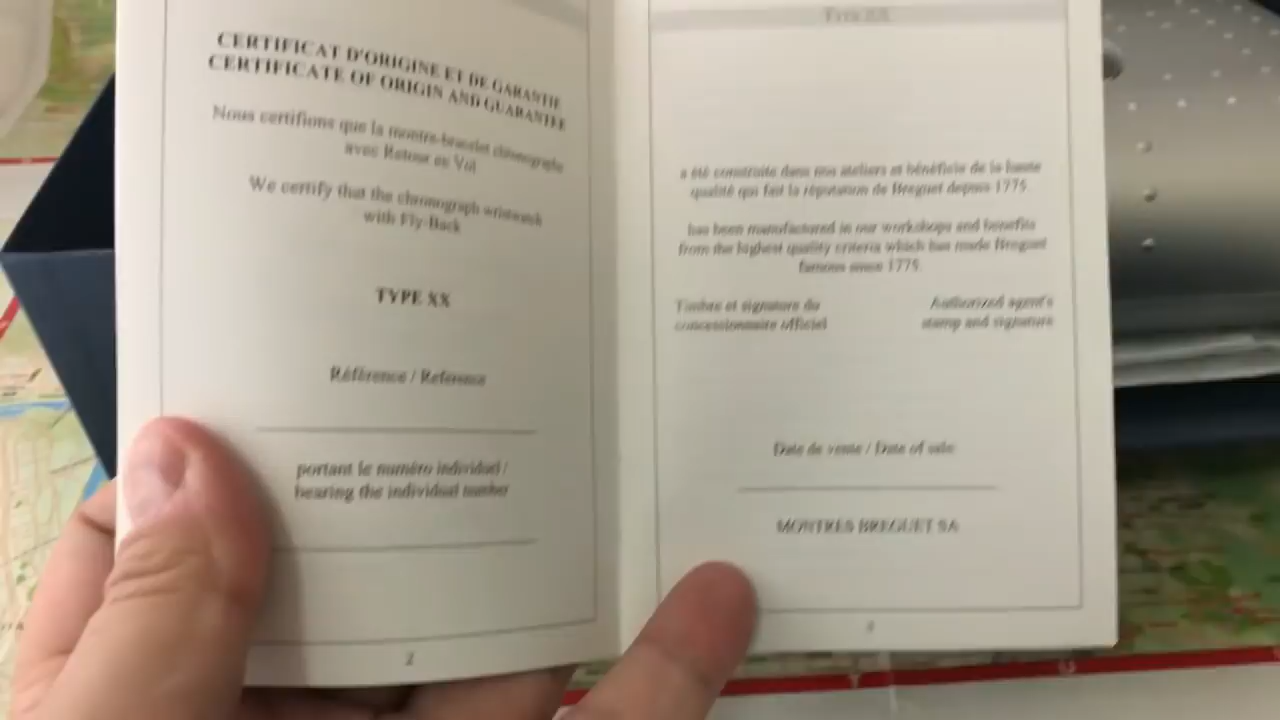 CERTIFICAT D'ORIGINE ET DE GARANTIE
CERTIFICATE OF ORIGIN AND GUARANTEE
Nous certifions que la montre-bracelet chronographe
avec Retour en Vol
We certify that the chronograph wristwatch
with Fly-Back
TYPE XX
Référence / Reference
portant le numéro individuel /
bearing the individual number
2
Type XX
a été construite dans nos ateliers et bénéficie de la haute
qualité qui fait la réputation de Breguet depuis 1775.
has been manufactured in our workshops and benefits
from the highest quality criteria which has made Breguet
famous since 1775.
Timbre et signature du
concessionnaire officiel
Authorized agent's
stamp and signature
Date de vente / Date of sale
MONTRES BREGUET SA